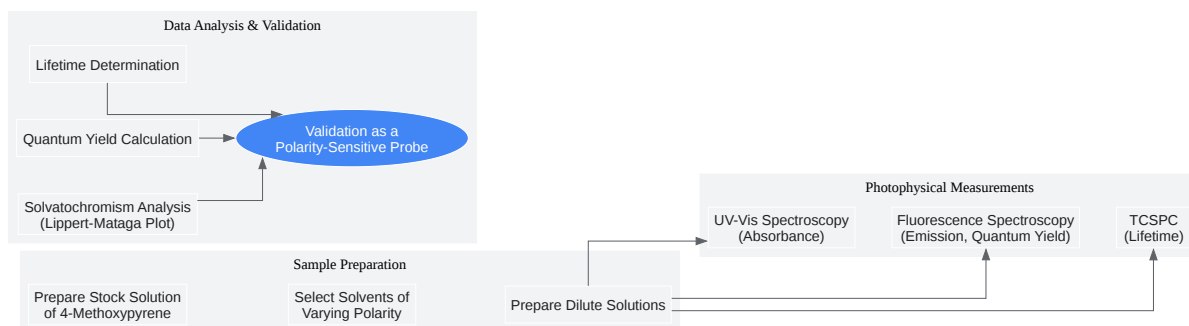 Data Analysis & Validation
Lifetime Determination
Quantum Yield Calculation
Validation as a
Polarity-Sensitive Probe
Solvatochromism Analysis
(Lippert-Mataga Plot)
Photophysical Measurements
UV-Vis Spectroscopy
(Absorbance)
Fluorescence Spectroscopy
(Emission, Quantum Yield)
TCSPC
(Lifetime)
Sample Preparation
Prepare Stock Solution
of 4-Methoxypyrene
Select Solvents of
Varying Polarity
Prepare Dilute Solutions